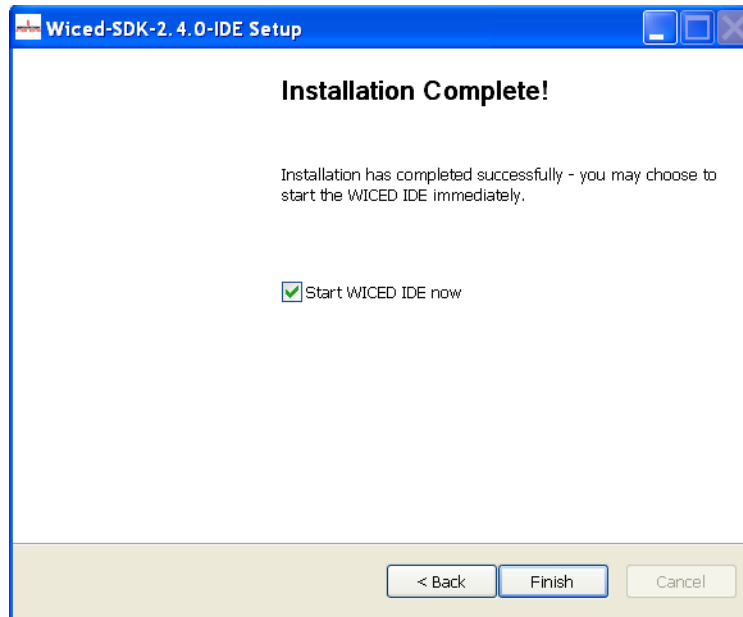 Wiced-SDK-2.4.0-IDE Setup
Installation Complete!
Installation has completed successfully - you may choose to
start the WICED IDE immediately.
Start WICED IDE now
< Back
Finish
Cancel